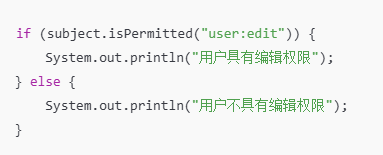 if (subject.isPermitted("user:edit")) {
    System.out.println("用户具有编辑权限");
} else {
    System.out.println("用户不具有编辑权限");
}